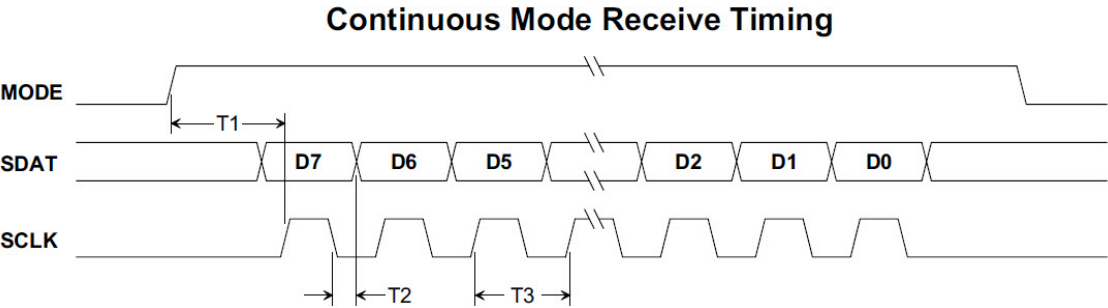 Continuous Mode Receive Timing
MODE
T1
SDAT D7 D6 D5 D2 D1 D0
SCLK
T2 T3